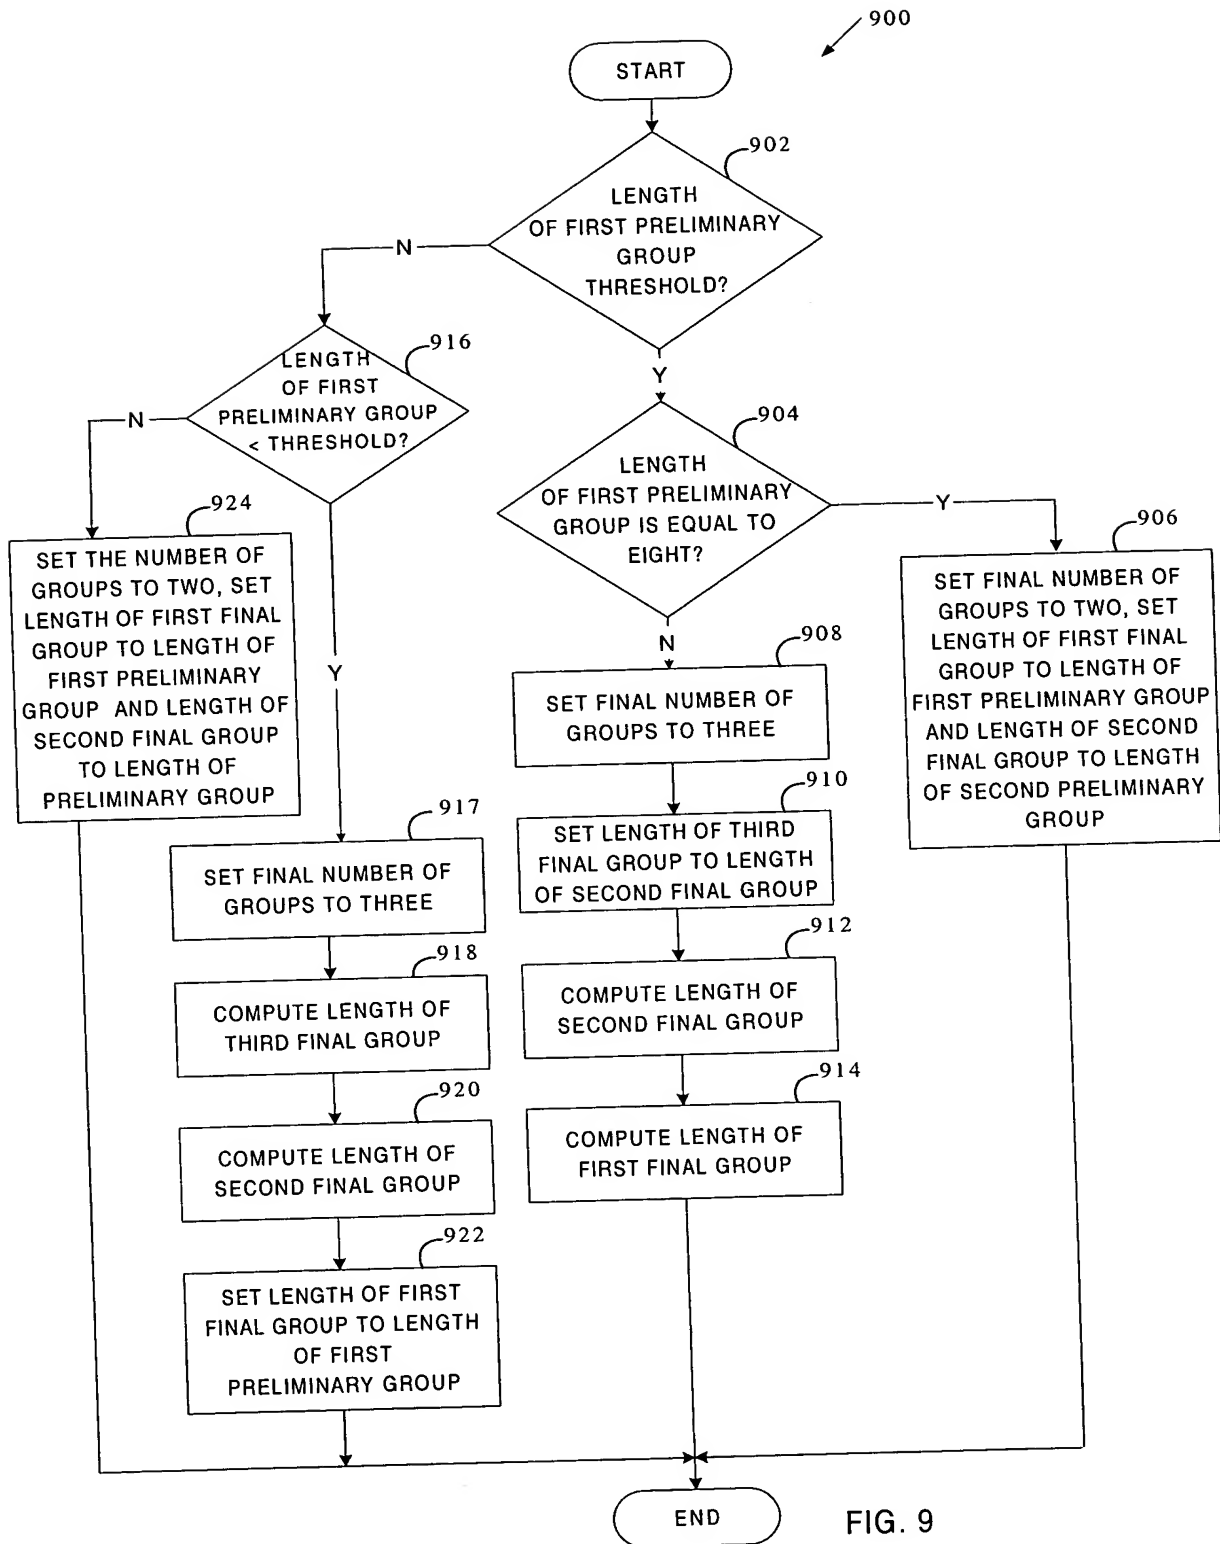 900
START
902
LENGTH
OF FIRST PRELIMINARY
GROUP
THRESHOLD?
N
Y
916
LENGTH
OF FIRST
PRELIMINARY GROUP
< THRESHOLD?
N
Y
904
LENGTH
OF FIRST PRELIMINARY
GROUP IS EQUAL TO
EIGHT?
Y
N
924
SET THE NUMBER OF
GROUPS TO TWO, SET
LENGTH OF FIRST FINAL
GROUP TO LENGTH OF
FIRST PRELIMINARY
GROUP AND LENGTH OF
SECOND FINAL GROUP
TO LENGTH OF
PRELIMINARY GROUP
906
SET FINAL NUMBER OF
GROUPS TO TWO, SET
LENGTH OF FIRST FINAL
GROUP TO LENGTH OF
FIRST PRELIMINARY GROUP
AND LENGTH OF SECOND
FINAL GROUP TO LENGTH
OF SECOND PRELIMINARY
GROUP
908
SET FINAL NUMBER OF
GROUPS TO THREE
910
SET LENGTH OF THIRD
FINAL GROUP TO LENGTH
OF SECOND FINAL GROUP
912
COMPUTE LENGTH OF
SECOND FINAL GROUP
914
COMPUTE LENGTH OF
FIRST FINAL GROUP
917
SET FINAL NUMBER OF
GROUPS TO THREE
918
COMPUTE LENGTH OF
THIRD FINAL GROUP
920
COMPUTE LENGTH OF
SECOND FINAL GROUP
922
SET LENGTH OF FIRST
FINAL GROUP TO LENGTH
OF FIRST
PRELIMINARY GROUP
END
FIG. 9